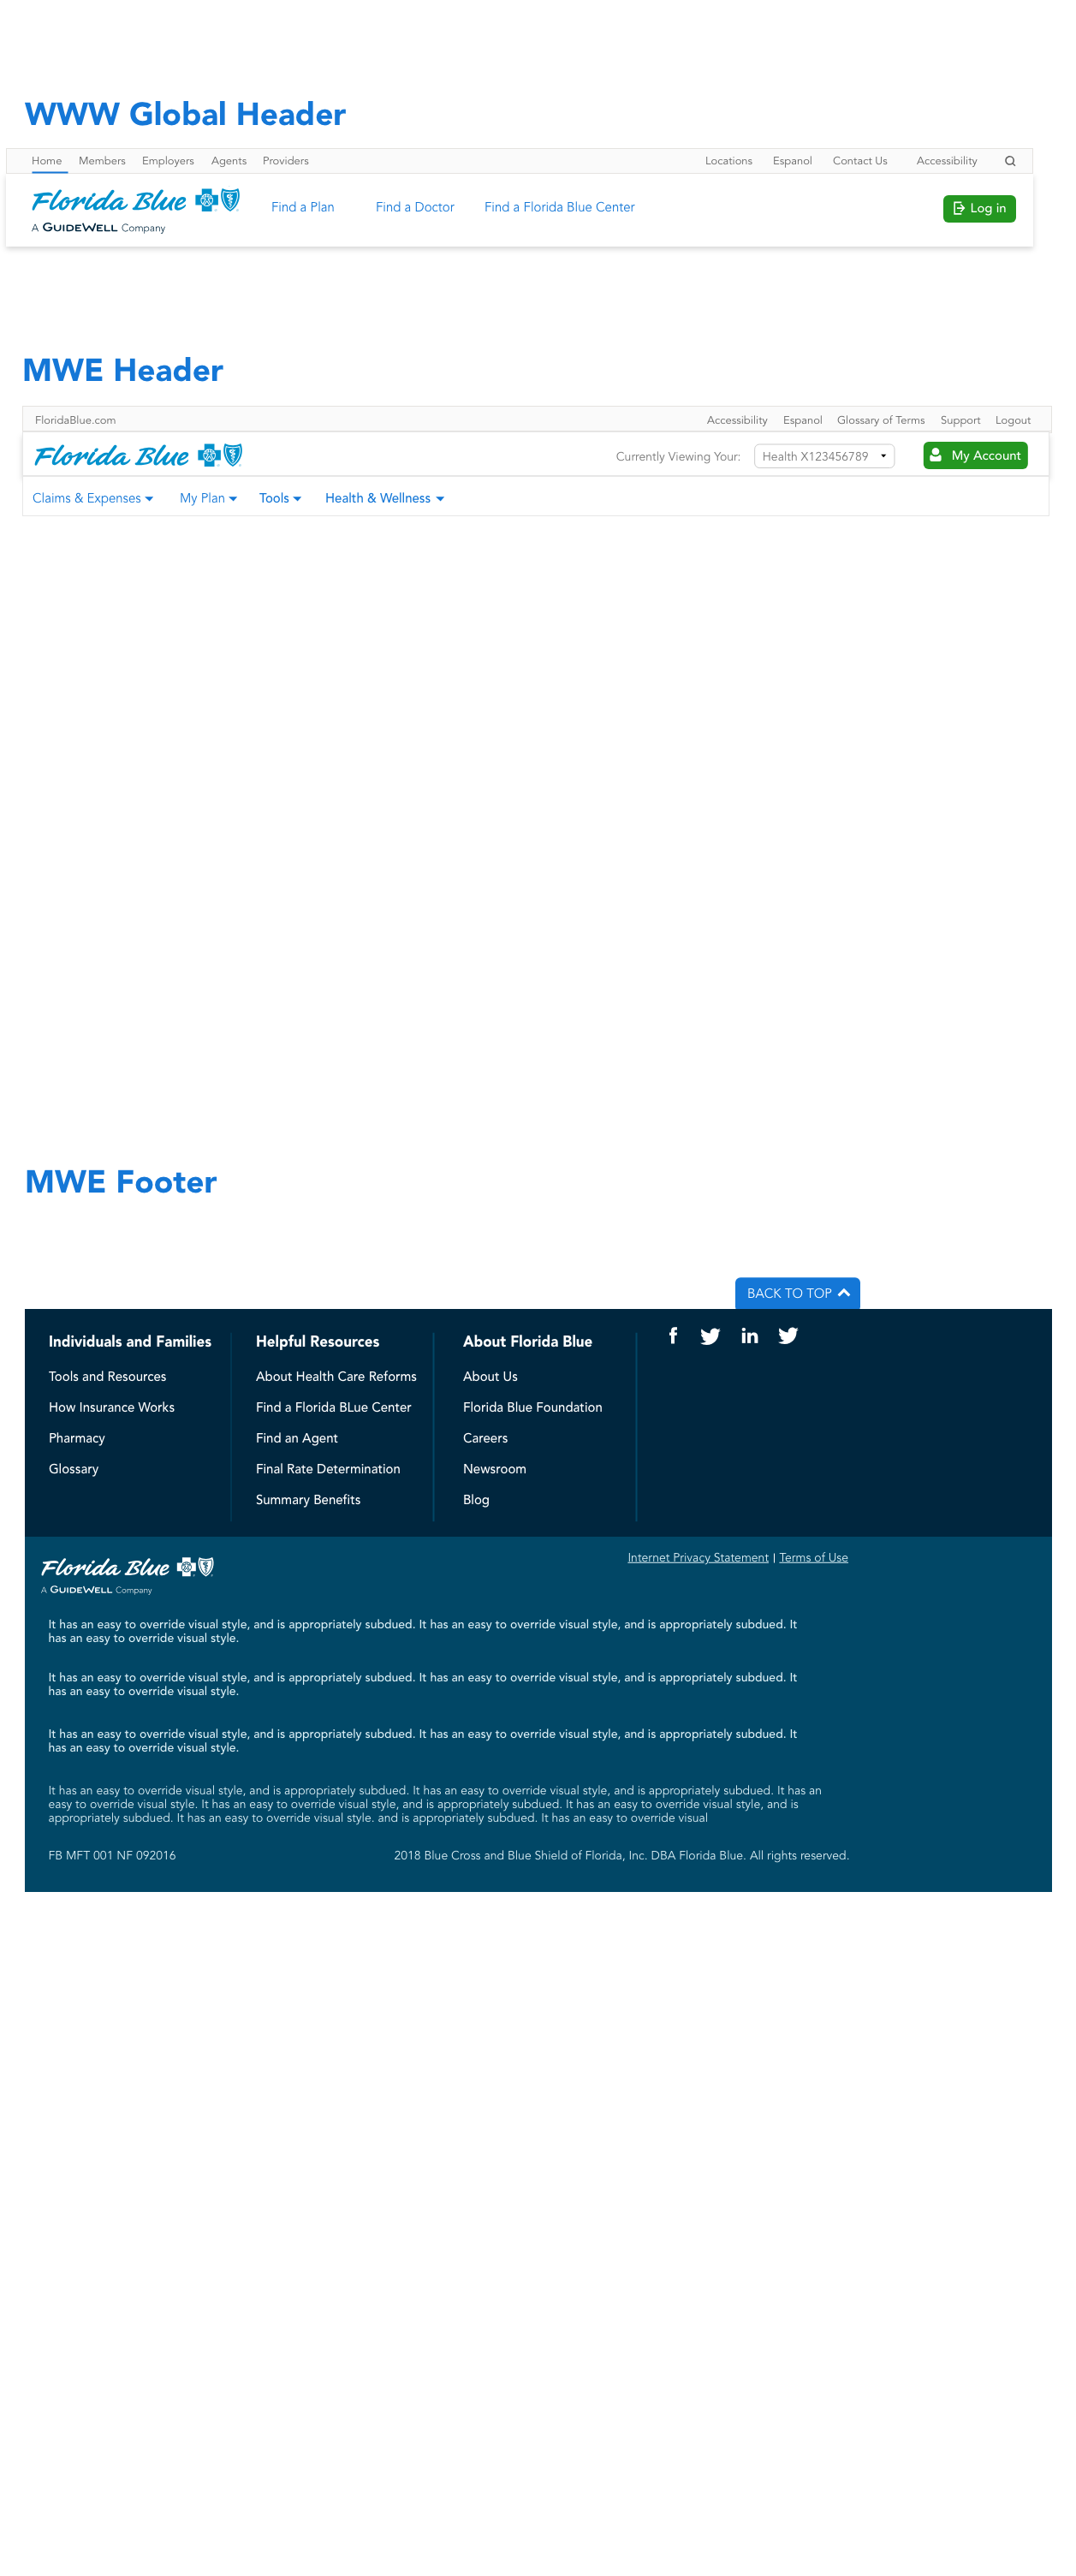 WWW Global Header
Home Members Employers Agents Providers Locations Espanol Contact Us Accessibility
Florida Blue Find a Plan Find a Doctor Find a Florida Blue Center Log in
A GUIDEWELL Company
MWE Header
FloridaBlue.com Accessibility Espanol Glossary of Terms Support Logout
Florida Blue Currently Viewing Your: Health X123456789 My Account
Claims & Expenses My Plan Tools Health & Wellness
MWE Footer
BACK TO TOP
Individuals and Families Helpful Resources About Florida Blue
Tools and Resources About Health Care Reforms About Us
How Insurance Works Find a Florida BLue Center Florida Blue Foundation
Pharmacy Find an Agent Careers
Glossary Final Rate Determination Newsroom
Summary Benefits Blog
Florida Blue Internet Privacy Statement | Terms of Use
A GUIDEWELL Company
It has an easy to override visual style, and is appropriately subdued. It has an easy to override visual style, and is appropriately subdued. It
has an easy to override visual style.
It has an easy to override visual style, and is appropriately subdued. It has an easy to override visual style, and is appropriately subdued. It
has an easy to override visual style.
It has an easy to override visual style, and is appropriately subdued. It has an easy to override visual style, and is appropriately subdued. It
has an easy to override visual style.
It has an easy to override visual style, and is appropriately subdued. It has an easy to override visual style, and is appropriately subdued. It has an
easy to override visual style. It has an easy to override visual style, and is appropriately subdued. It has an easy to override visual style, and is
appropriately subdued. It has an easy to override visual style. and is appropriately subdued. It has an easy to override visual
FB MFT 001 NF 092016 2018 Blue Cross and Blue Shield of Florida, Inc. DBA Florida Blue. All rights reserved.